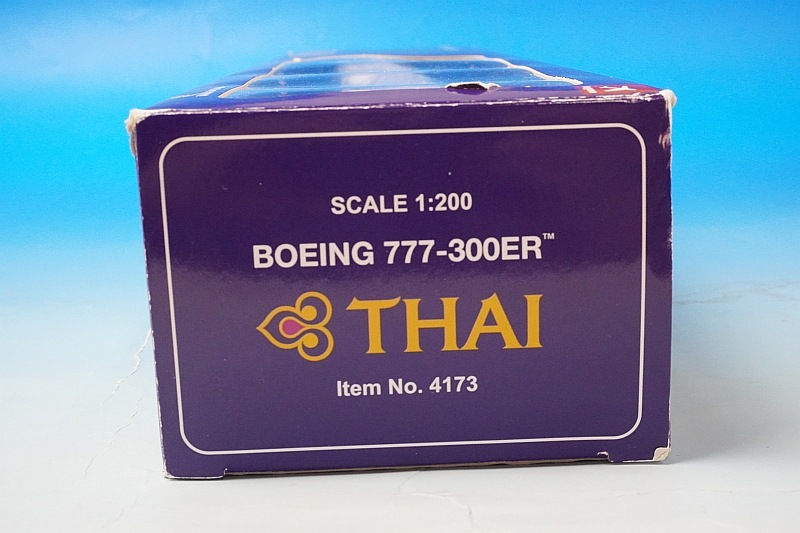 SCALE 1:200
BOEING 777-300ER™
THAI
Item No. 4173